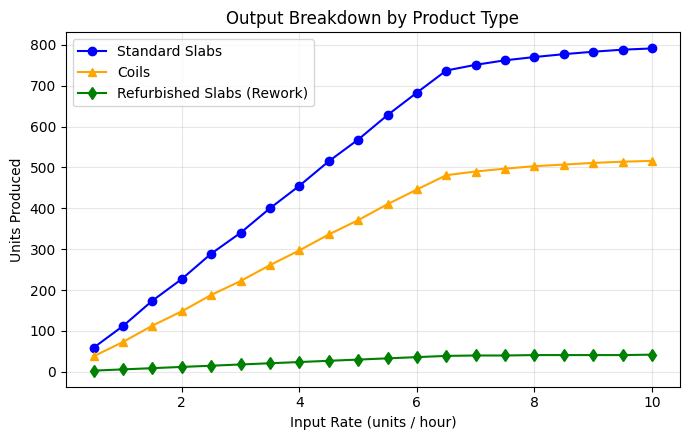 Output Breakdown by Product Type
Standard Slabs
Coils
Refurbished Slabs (Rework)
Units Produced
800
700
600
500
400
300
200
100
0
2 4 6 8 10
Input Rate (units / hour)